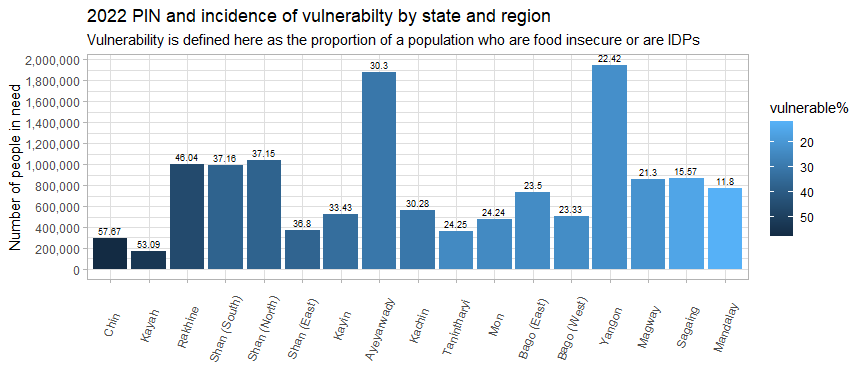 2022 PIN and incidence of vulnerabilty by state and region
Vulnerability is defined here as the proportion of a population who are food insecure or are IDPs
Number of people in need
2,000,000
1,800,000
1,600,000
1,400,000
1,200,000
1,000,000
800,000
600,000
400,000
200,000
0
57.67
53.09
46.04
37.16
37.15
36.8
33.43
30.3
30.28
24.25
24.24
23.5
23.33
22.42
21.3
15.57
11.8
Chin
Kayah
Rakhine
Shan (South)
Shan (North)
Shan (East)
Kayin
Ayeyarwady
Kachin
Tanintharyi
Mon
Bago (East)
Bago (West)
Yangon
Magway
Sagaing
Mandalay
vulnerable%
20
30
40
50